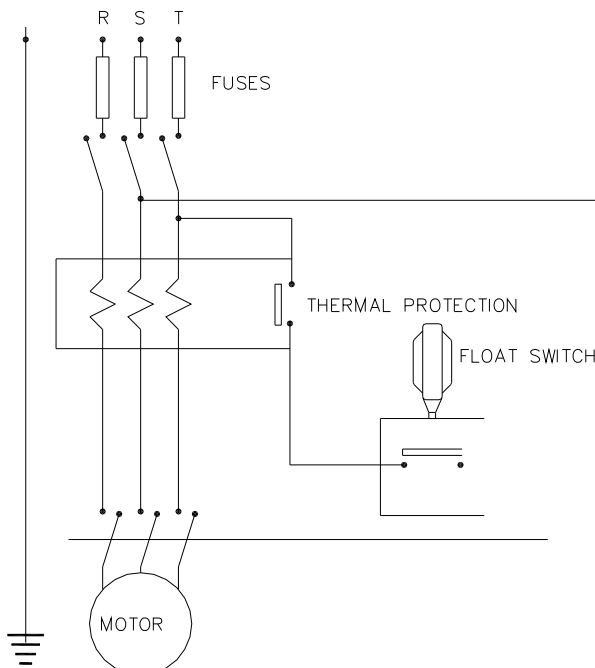 R S T
FUSES
THERMAL PROTECTION
FLOAT SWITCH
MOTOR